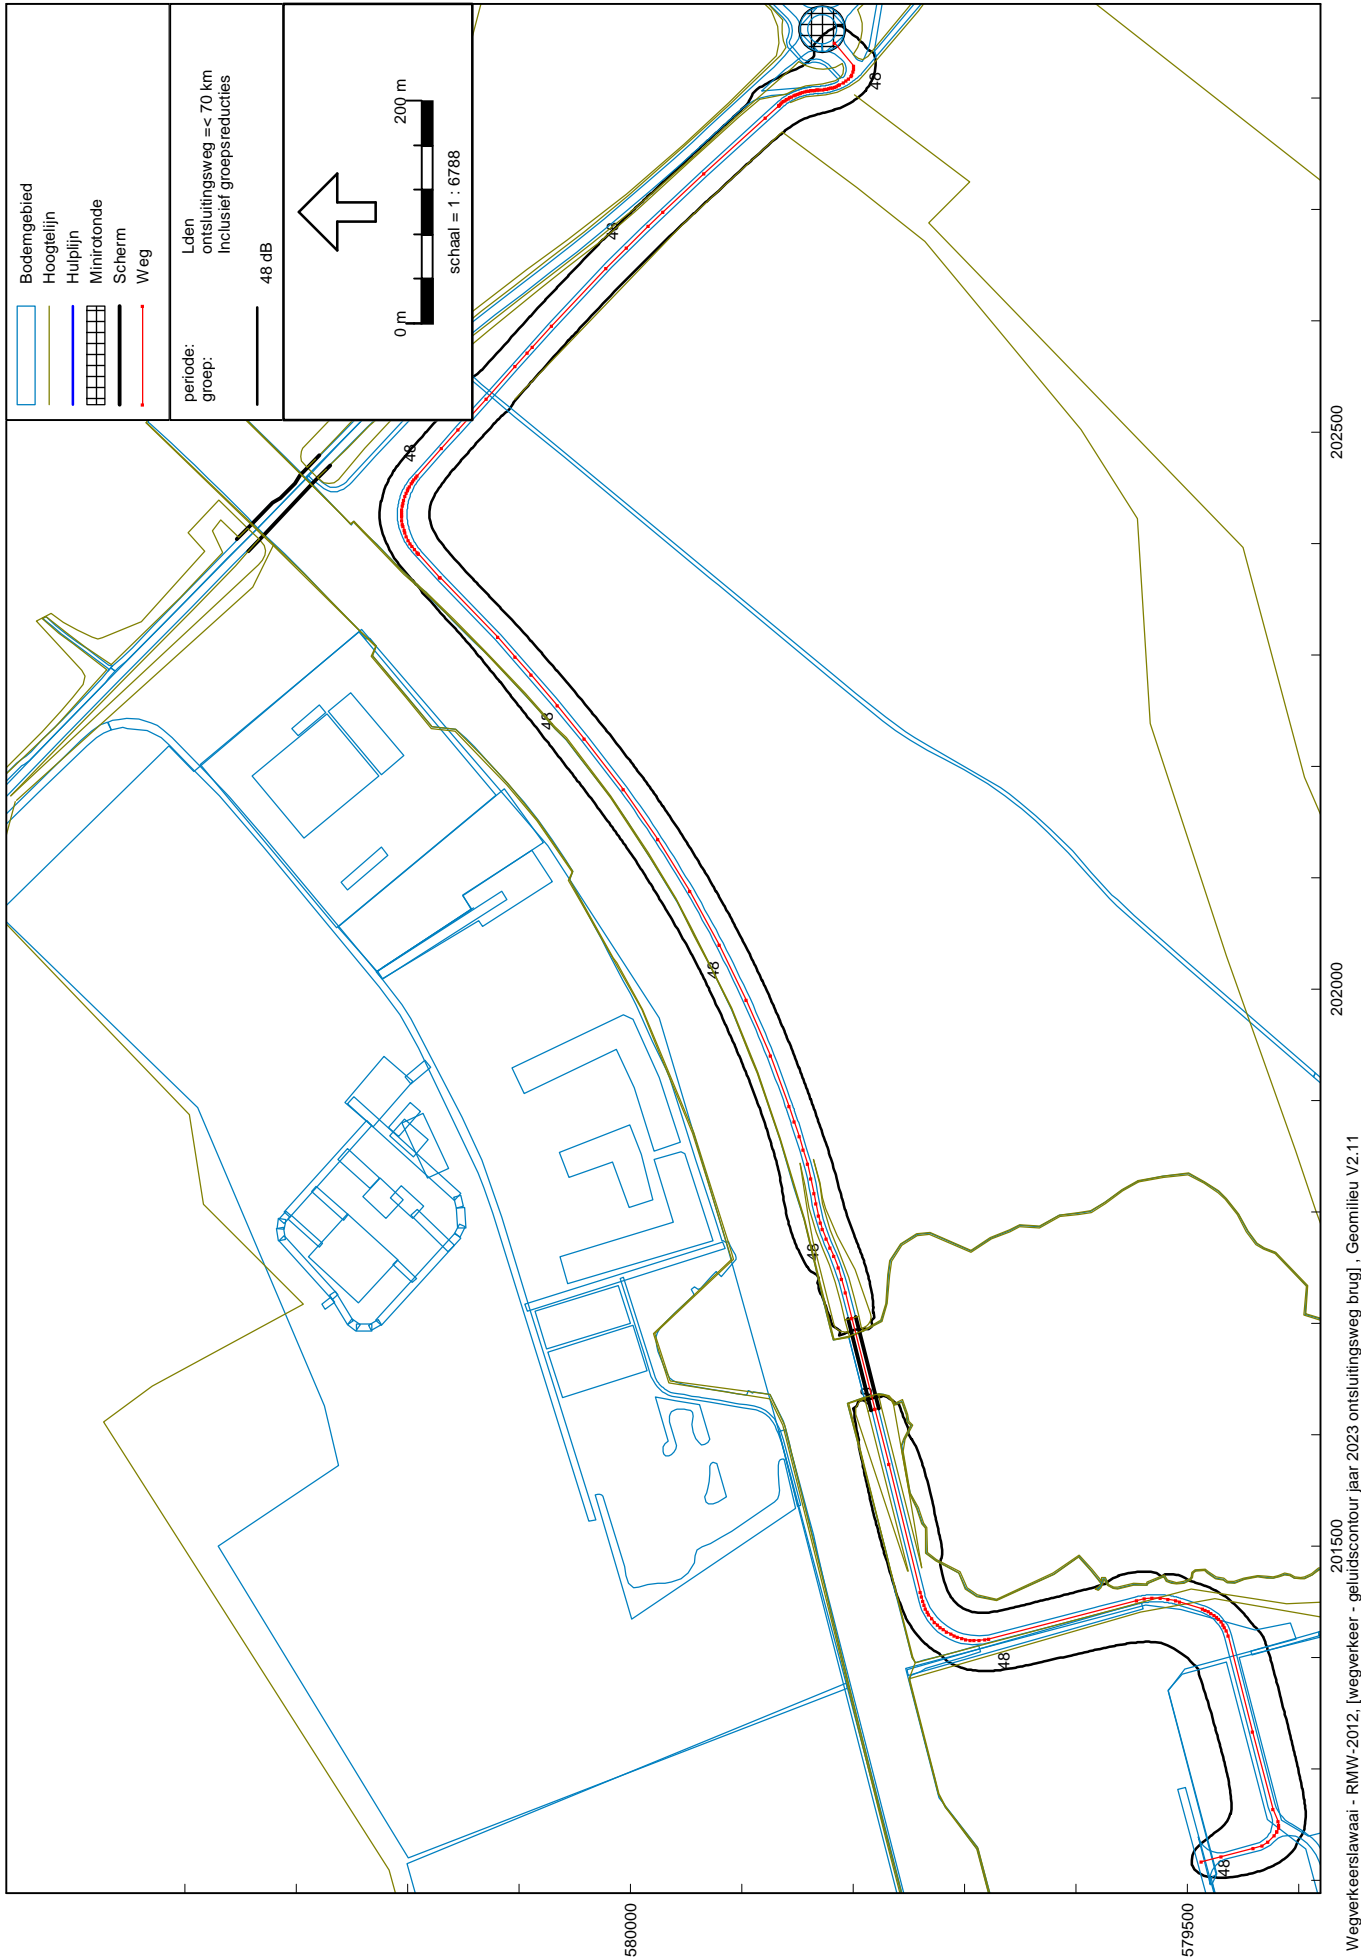 Bodemgebied
Hoogtelijn
Hulplijn
Minirotonde
Scherm
Weg
periode: Lden
groep: ontsluitingsweg =< 70 km
Inclusief groepsreducties
48 dB
0 m 200 m
schaal = 1 : 6788
48
48
48
48
48
48
48
48
201500
202000
202500
580000
579500
Wegverkeerslawaai - RMW-2012, [wegverkeer - geluidscontour jaar 2023 ontsluitingsweg brug] , Geomilieu V2.11